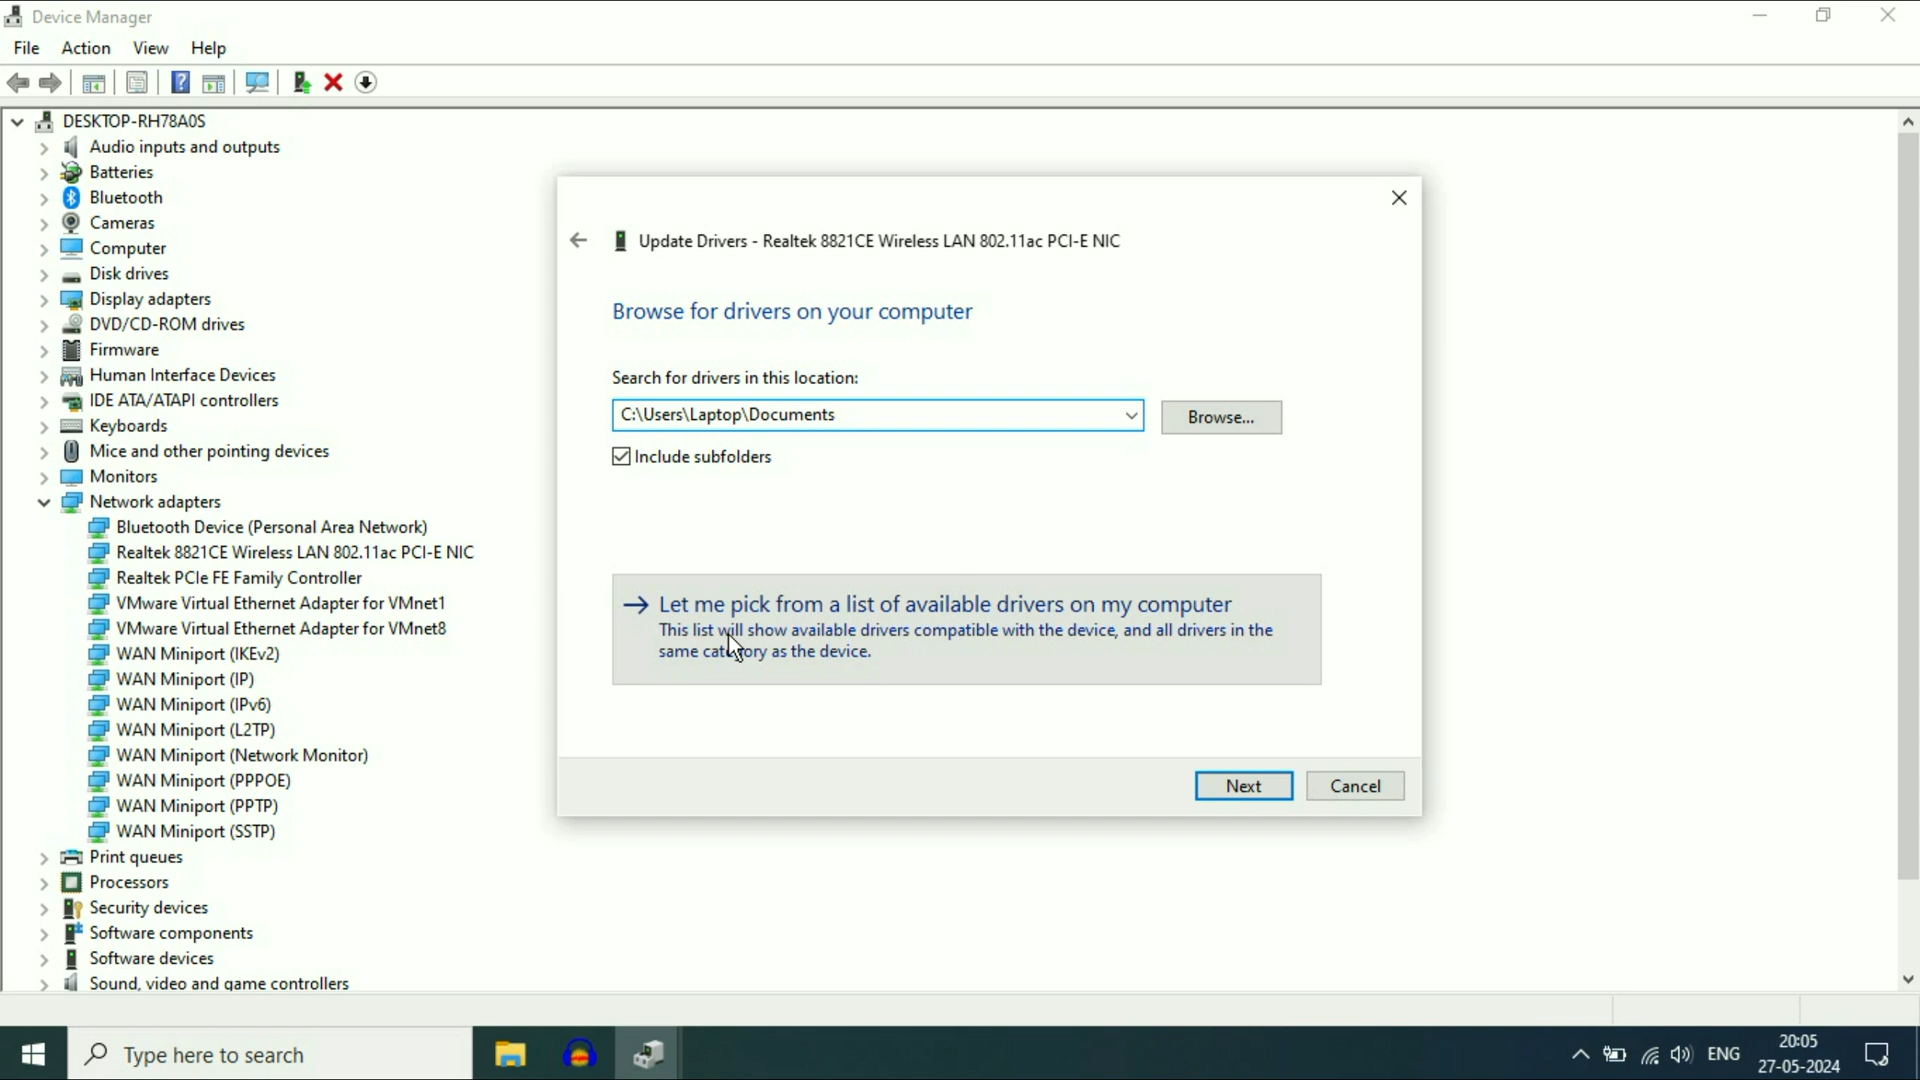 Device Manager
File Action View Help
DESKTOP-RH78A0S
Audio inputs and outputs
Batteries
Bluetooth
Cameras
Computer
Disk drives
Display adapters
DVD/CD-ROM drives
Firmware
Human Interface Devices
IDE ATA/ATAPI controllers
Keyboards
Mice and other pointing devices
Monitors
Network adapters
Bluetooth Device (Personal Area Network)
Realtek 8821CE Wireless LAN 802.11ac PCI-E NIC
Realtek PCIe FE Family Controller
VMware Virtual Ethernet Adapter for VMnet1
VMware Virtual Ethernet Adapter for VMnet8
WAN Miniport (IKEv2)
WAN Miniport (IP)
WAN Miniport (IPv6)
WAN Miniport (L2TP)
WAN Miniport (Network Monitor)
WAN Miniport (PPPOE)
WAN Miniport (PPTP)
WAN Miniport (SSTP)
Print queues
Processors
Security devices
Software components
Software devices
Sound, video and game controllers
Update Drivers - Realtek 8821CE Wireless LAN 802.11ac PCI-E NIC
Browse for drivers on your computer
Search for drivers in this location:
C:\Users\Laptop\Documents
Browse...
Include subfolders
Let me pick from a list of available drivers on my computer
This list will show available drivers compatible with the device, and all drivers in the
same category as the device.
Next Cancel
Type here to search
ENG
20:05
27-05-2024